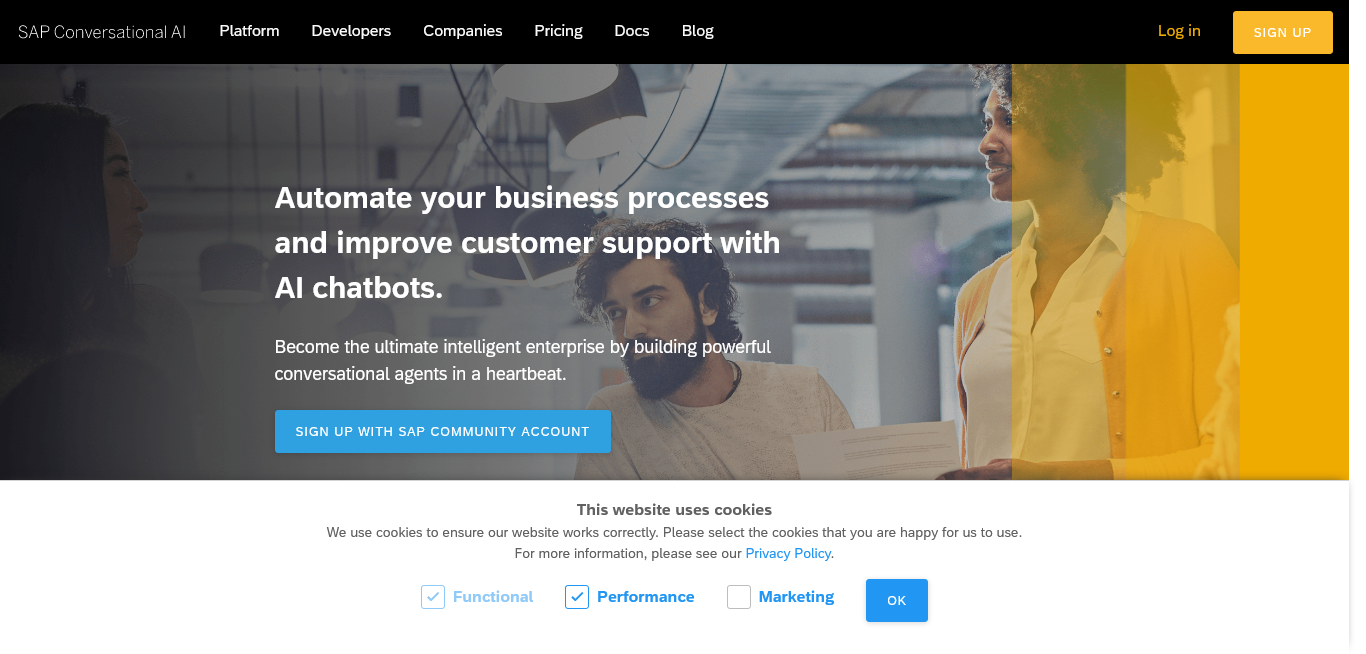 SAP Conversational AI Platform Developers Companies Pricing Docs Blog Log in SIGN UP
Automate your business processes
and improve customer support with
AI chatbots.
Become the ultimate intelligent enterprise by building powerful
conversational agents in a heartbeat.
SIGN UP WITH SAP COMMUNITY ACCOUNT
This website uses cookies
We use cookies to ensure our website works correctly. Please select the cookies that you are happy for us to use.
For more information, please see our Privacy Policy.
Functional Performance Marketing OK